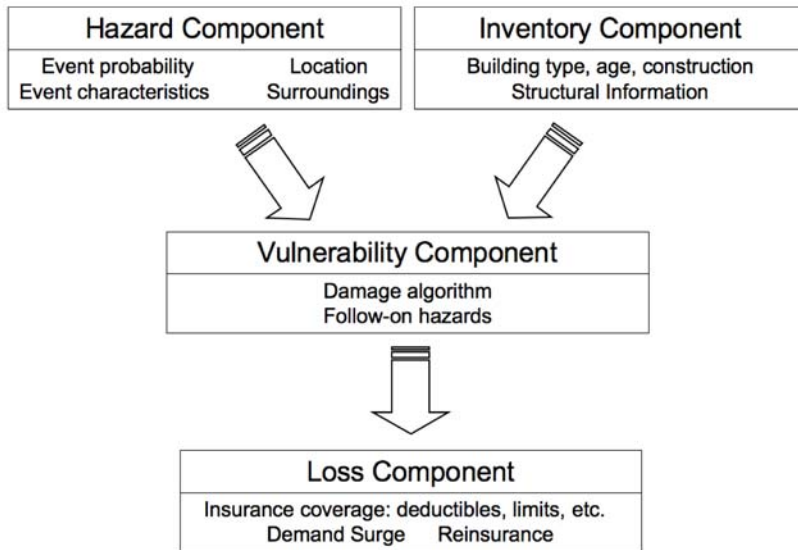 Hazard Component
Event probability Location
Event characteristics Surroundings
Inventory Component
Building type, age, construction
Structural Information
Vulnerability Component
Damage algorithm
Follow-on hazards
Loss Component
Insurance coverage: deductibles, limits, etc.
Demand Surge Reinsurance